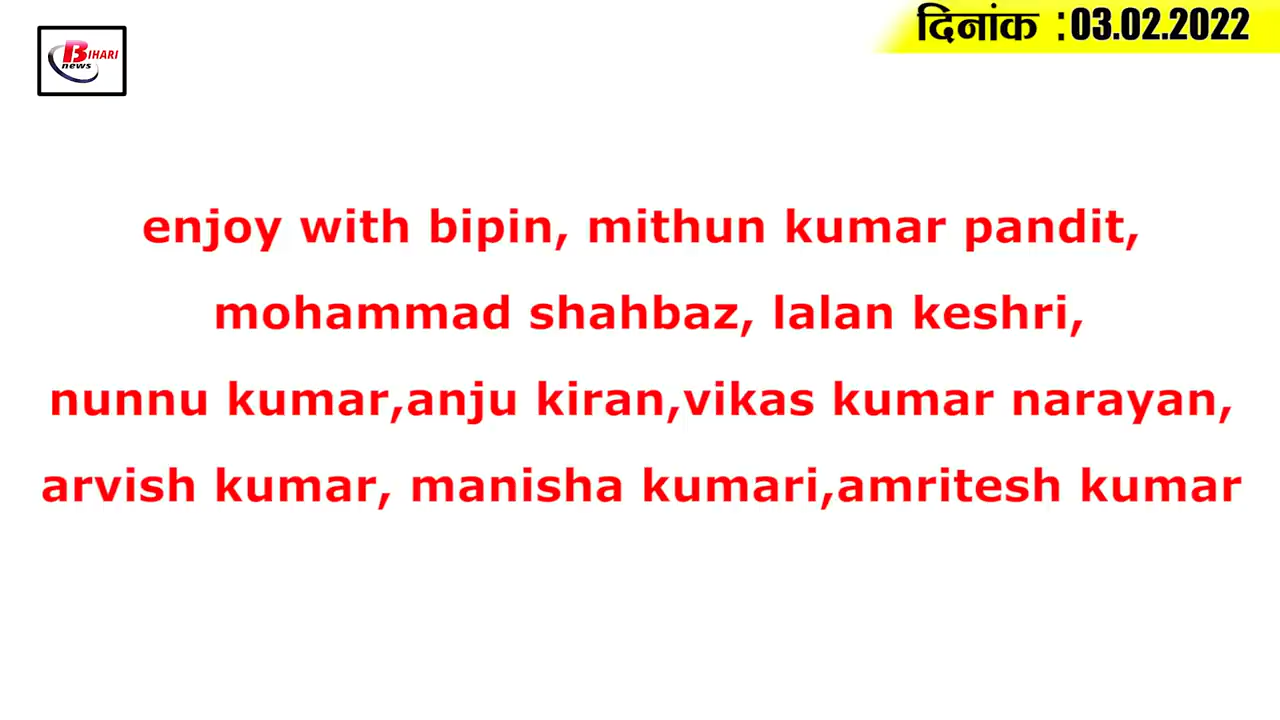 BIHARI
news
दिनांक :03.02.2022
enjoy with bipin, mithun kumar pandit,
mohammad shahbaz, lalan keshri,
nunnu kumar,anju kiran,vikas kumar narayan,
arvish kumar, manisha kumari,amritesh kumar